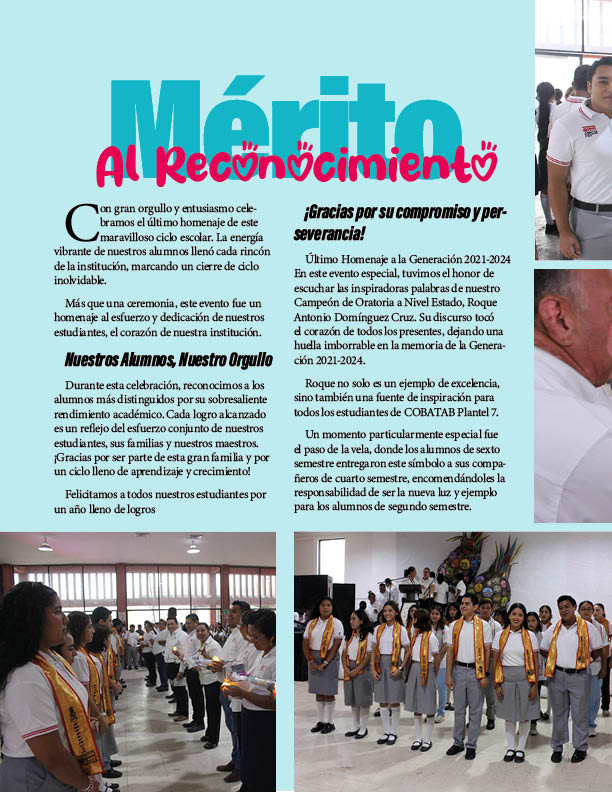 Mérito
Al Reconocimiento
Con gran orgullo y entusiasmo cele-
bramos el último homenaje de este
maravilloso ciclo escolar. La energía
vibrante de nuestros alumnos llenó cada rincón
de la institución, marcando un cierre de ciclo
inolvidable.
Más que una ceremonia, este evento fue un
homenaje al esfuerzo y dedicación de nuestros
estudiantes, el corazón de nuestra institución.
Nuestros Alumnos, Nuestro Orgullo
Durante esta celebración, reconocimos a los
alumnos más distinguidos por su sobresaliente
rendimiento académico. Cada logro alcanzado
es un reflejo del esfuerzo conjunto de nuestros
estudiantes, sus familias y nuestros maestros.
¡Gracias por ser parte de esta gran familia y por
un ciclo lleno de aprendizaje y crecimiento!
Felicitamos a todos nuestros estudiantes por
un año lleno de logros
¡Gracias por su compromiso y per-
severancia!
Último Homenaje a la Generación 2021-2024
En este evento especial, tuvimos el honor de
escuchar las inspiradoras palabras de nuestro
Campeón de Oratoria a Nivel Estado, Roque
Antonio Domínguez Cruz. Su discurso tocó
el corazón de todos los presentes, dejando una
huella imborrable en la memoria de la Genera-
ción 2021-2024.
Roque no solo es un ejemplo de excelencia,
sino también una fuente de inspiración para
todos los estudiantes de COBATAB Plantel 7.
Un momento particularmente especial fue
el paso de la vela, donde los alumnos de sexto
semestre entregaron este símbolo a sus compa-
ñeros de cuarto semestre, encomendándoles la
responsabilidad de ser la nueva luz y ejemplo
para los alumnos de segundo semestre.